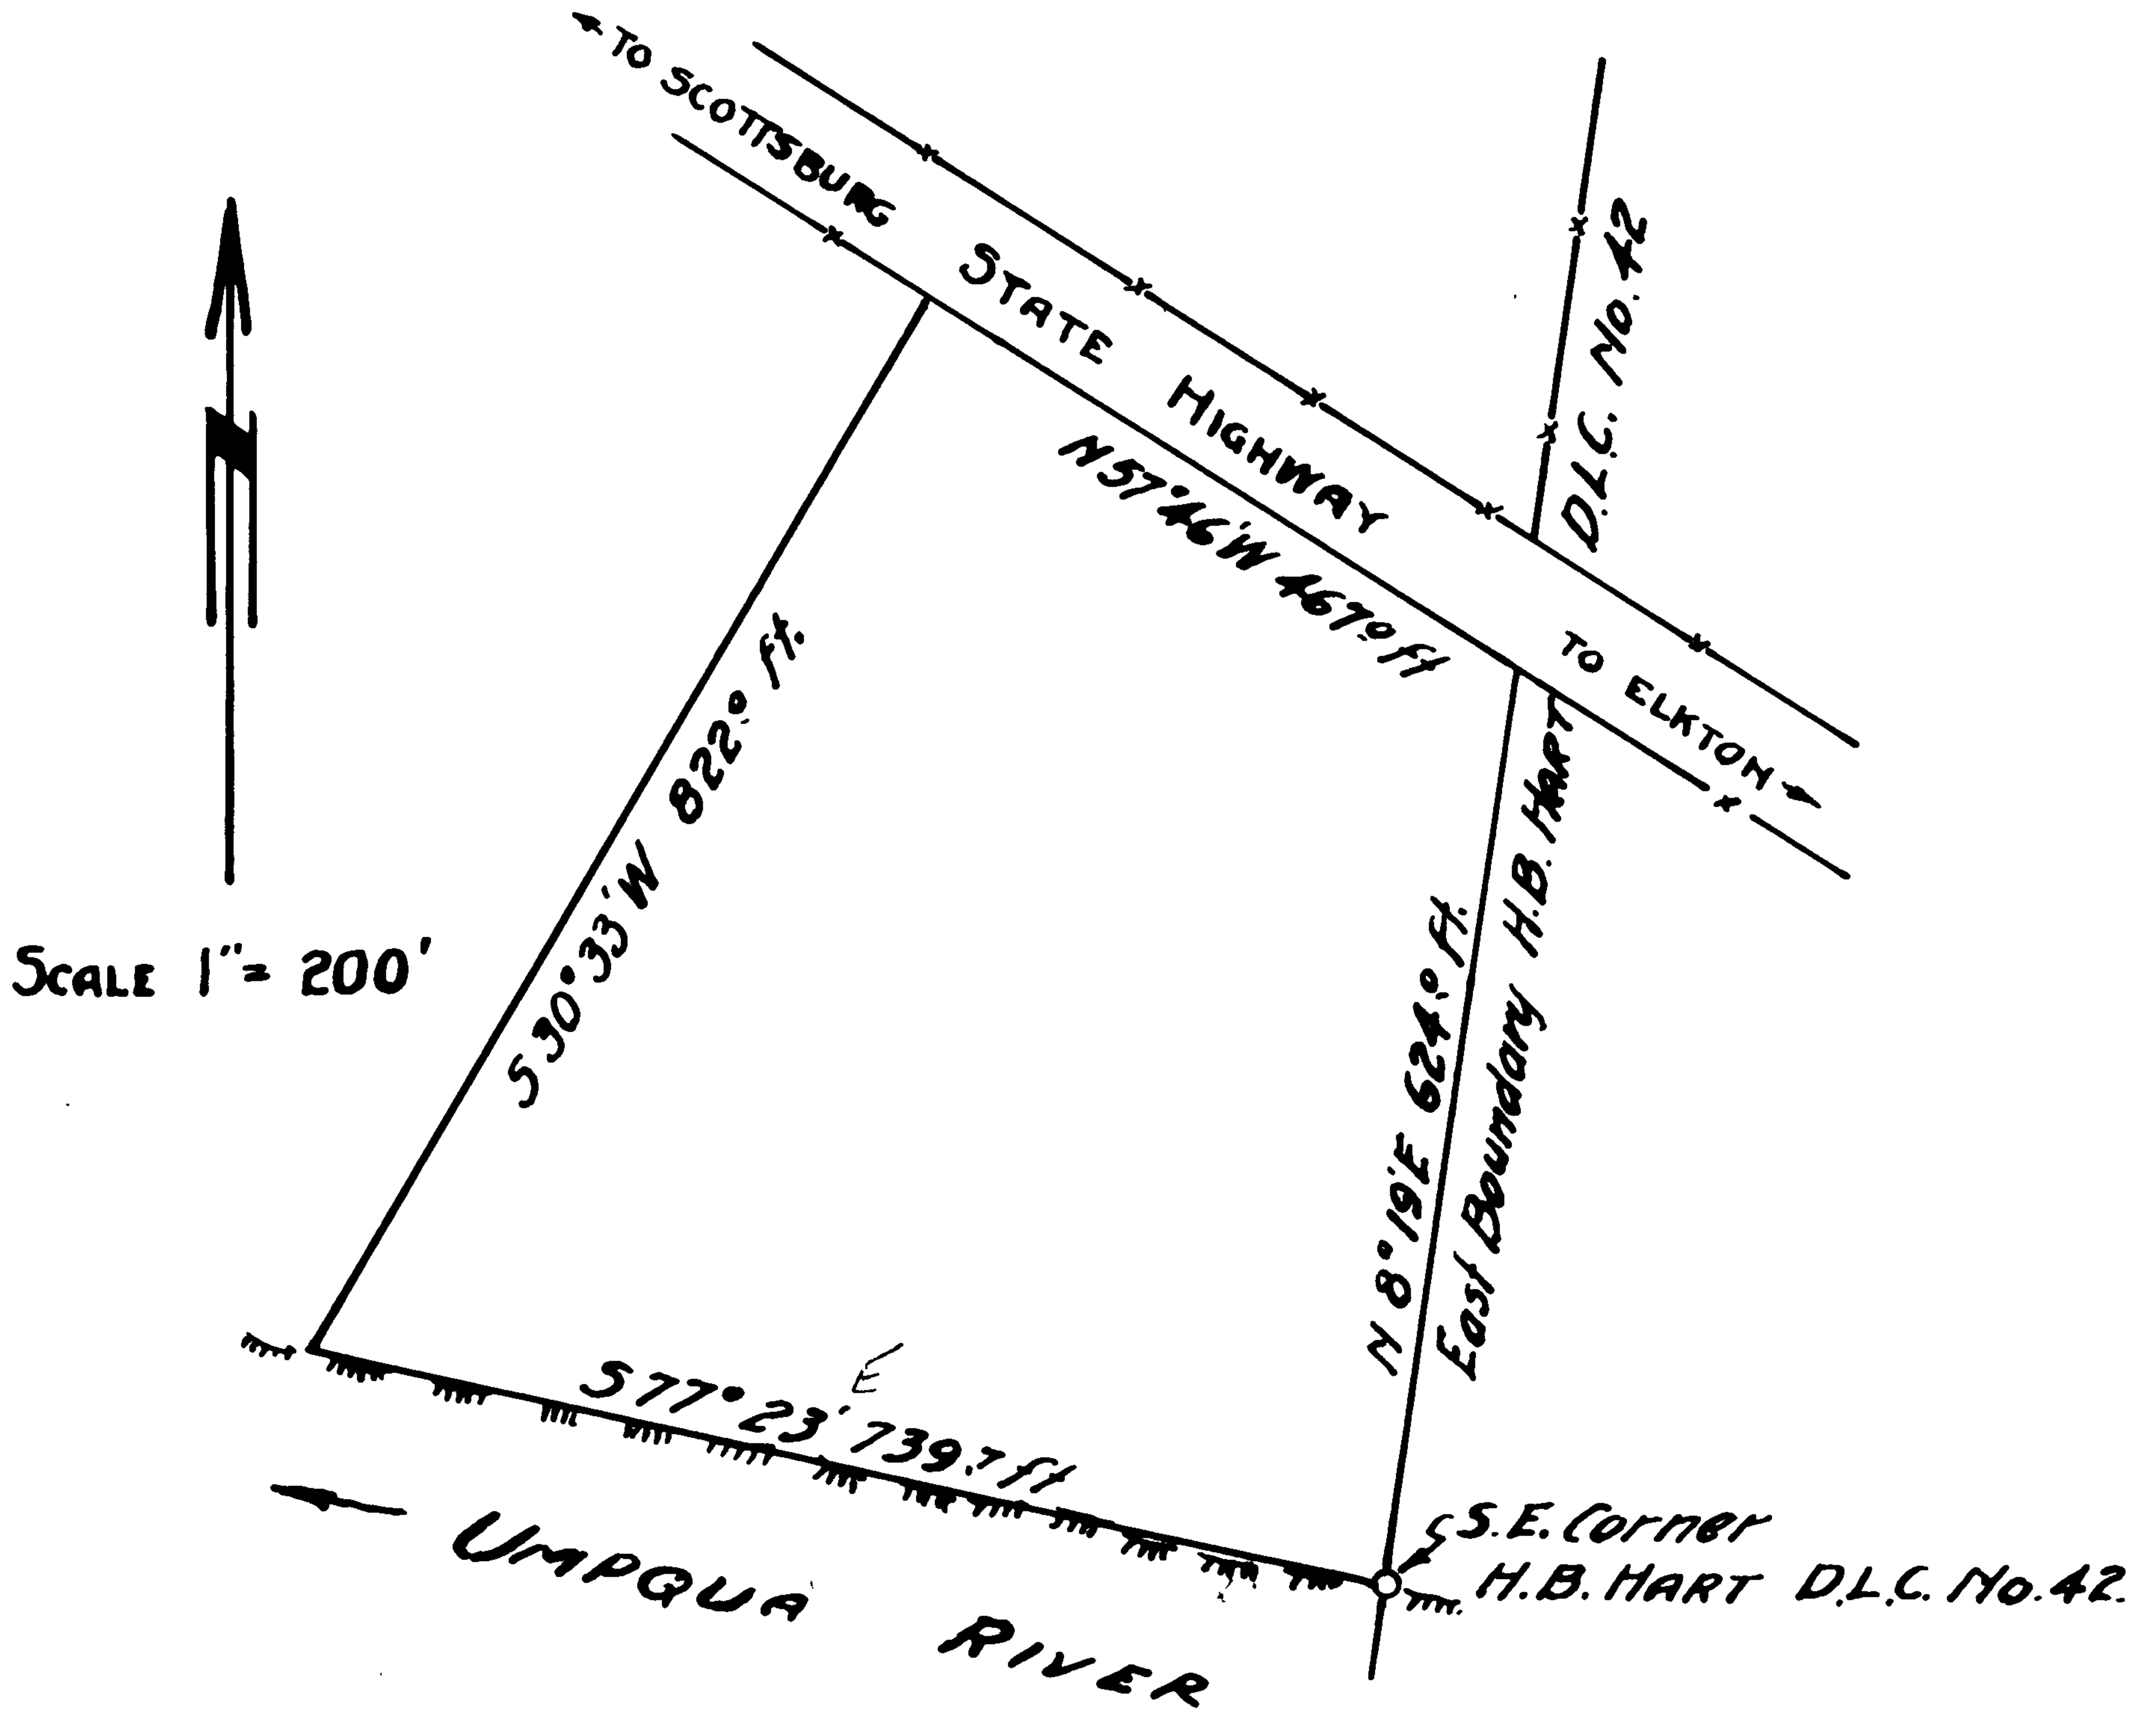 ← TO SCOTTSBURG
STATE HIGHWAY
TO ELKTON →
D.L.C. No. 42
N
N57°46'W 467.0 ft
S30°33'W 822.0 ft.
Scale 1" = 200'
N 8°19'E 624.0 ft.
East Boundary H.B. Hart
E
S 77°23' 739.7 ft
UMPQUA RIVER
S.E. Corner
H.B. HART D.L.C. No. 42.